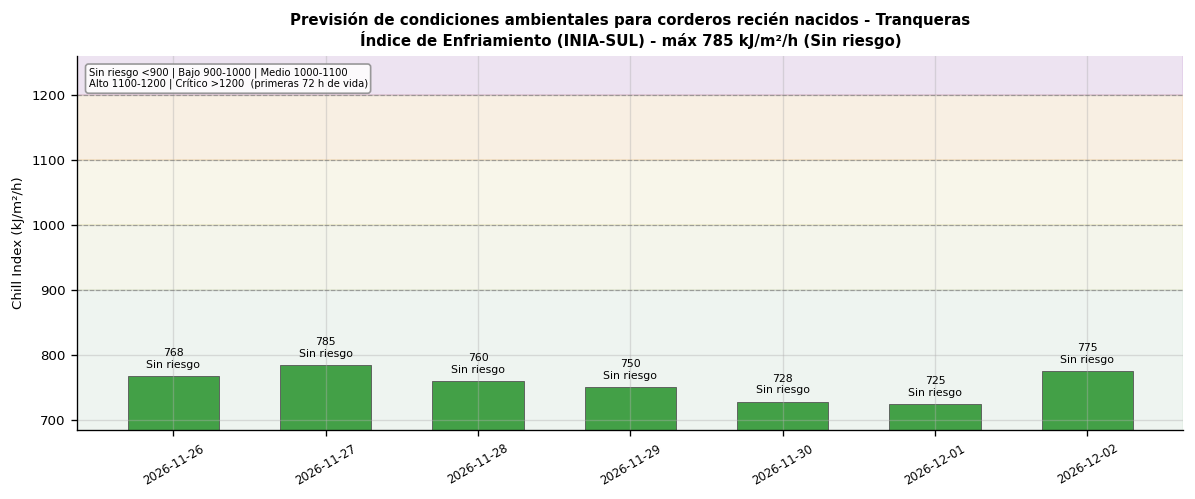 Previsión de condiciones ambientales para corderos recién nacidos - Tranqueras
Índice de Enfriamiento (INIA-SUL) - máx 785 kJ/m²/h (Sin riesgo)
Sin riesgo <900 | Bajo 900-1000 | Medio 1000-1100
Alto 1100-1200 | Crítico >1200  (primeras 72 h de vida)
Chill Index (kJ/m²/h)
1200
1100
1000
900
800
700
768
Sin riesgo
785
Sin riesgo
760
Sin riesgo
750
Sin riesgo
728
Sin riesgo
725
Sin riesgo
775
Sin riesgo
2026-11-26
2026-11-27
2026-11-28
2026-11-29
2026-11-30
2026-12-01
2026-12-02